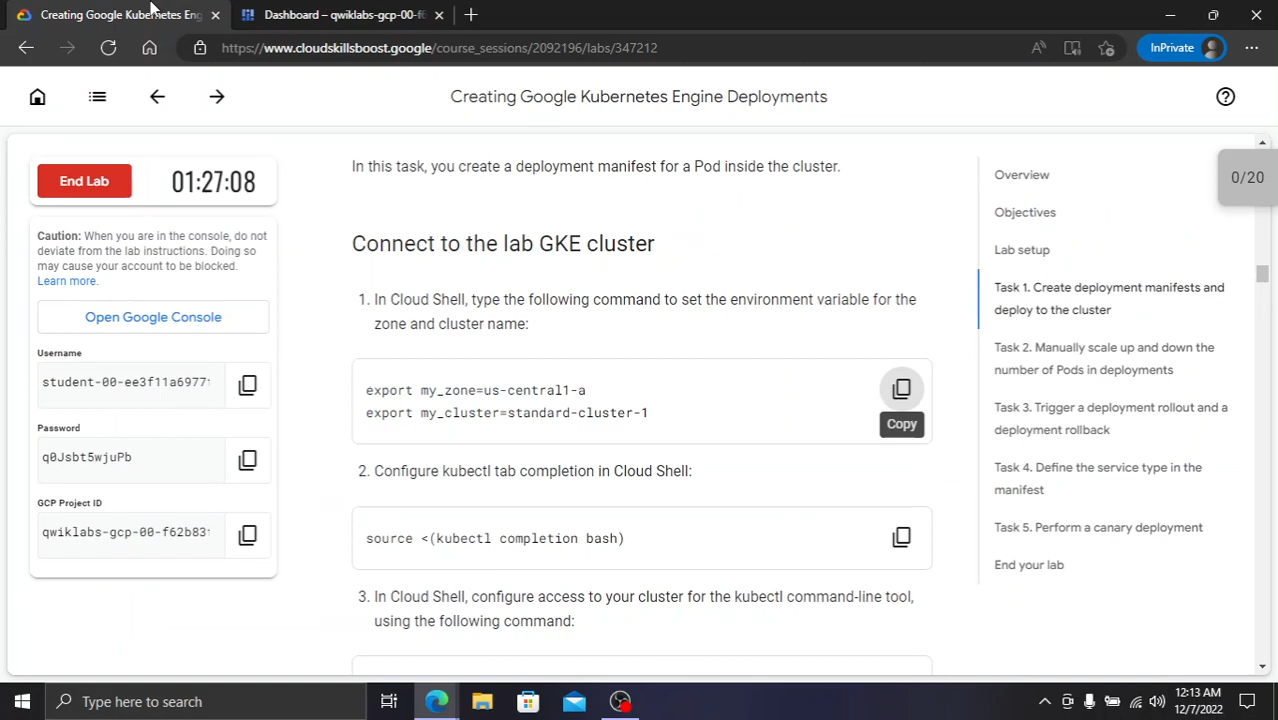 Creating Google Kubernetes Eng
Dashboard – qwiklabs-gcp-00-f6
https://www.cloudskillsboost.google/course_sessions/2092196/labs/347212
InPrivate
Creating Google Kubernetes Engine Deployments
End Lab
01:27:08
Caution: When you are in the console, do not
deviate from the lab instructions. Doing so
may cause your account to be blocked.
Learn more.
Open Google Console
Username
student-00-ee3f11a6977f
Password
q0Jsbt5wjuPb
GCP Project ID
qwiklabs-gcp-00-f62b83f
In this task, you create a deployment manifest for a Pod inside the cluster.
Connect to the lab GKE cluster
1. In Cloud Shell, type the following command to set the environment variable for the
zone and cluster name:
export my_zone=us-central1-a
export my_cluster=standard-cluster-1
Copy
2. Configure kubectl tab completion in Cloud Shell:
source <(kubectl completion bash)
3. In Cloud Shell, configure access to your cluster for the kubectl command-line tool,
using the following command:
Overview
Objectives
Lab setup
Task 1. Create deployment manifests and
deploy to the cluster
Task 2. Manually scale up and down the
number of Pods in deployments
Task 3. Trigger a deployment rollout and a
deployment rollback
Task 4. Define the service type in the
manifest
Task 5. Perform a canary deployment
End your lab
0/20
Type here to search
12:13 AM
12/7/2022